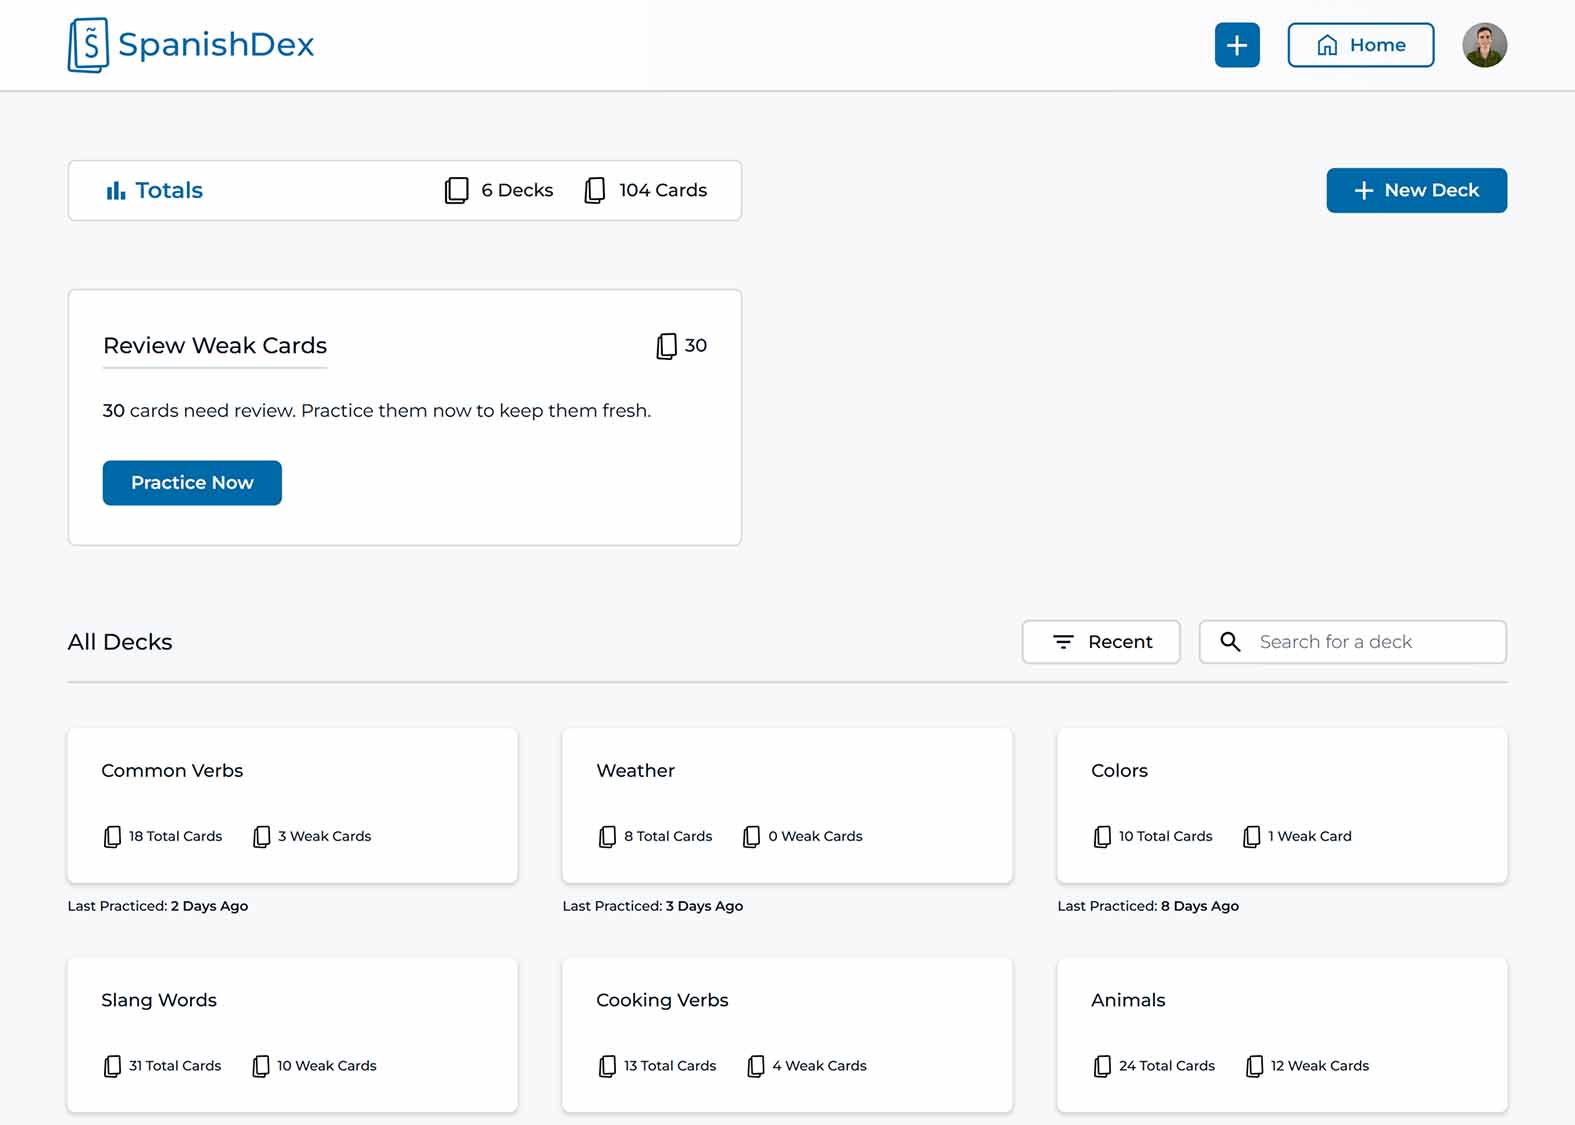 S̃ SpanishDex
Home
Totals
6 Decks
104 Cards
New Deck
Review Weak Cards
30
30 cards need review. Practice them now to keep them fresh.
Practice Now
All Decks
Recent
Search for a deck
Common Verbs
18 Total Cards
3 Weak Cards
Last Practiced: 2 Days Ago
Weather
8 Total Cards
0 Weak Cards
Last Practiced: 3 Days Ago
Colors
10 Total Cards
1 Weak Card
Last Practiced: 8 Days Ago
Slang Words
31 Total Cards
10 Weak Cards
Cooking Verbs
13 Total Cards
4 Weak Cards
Animals
24 Total Cards
12 Weak Cards